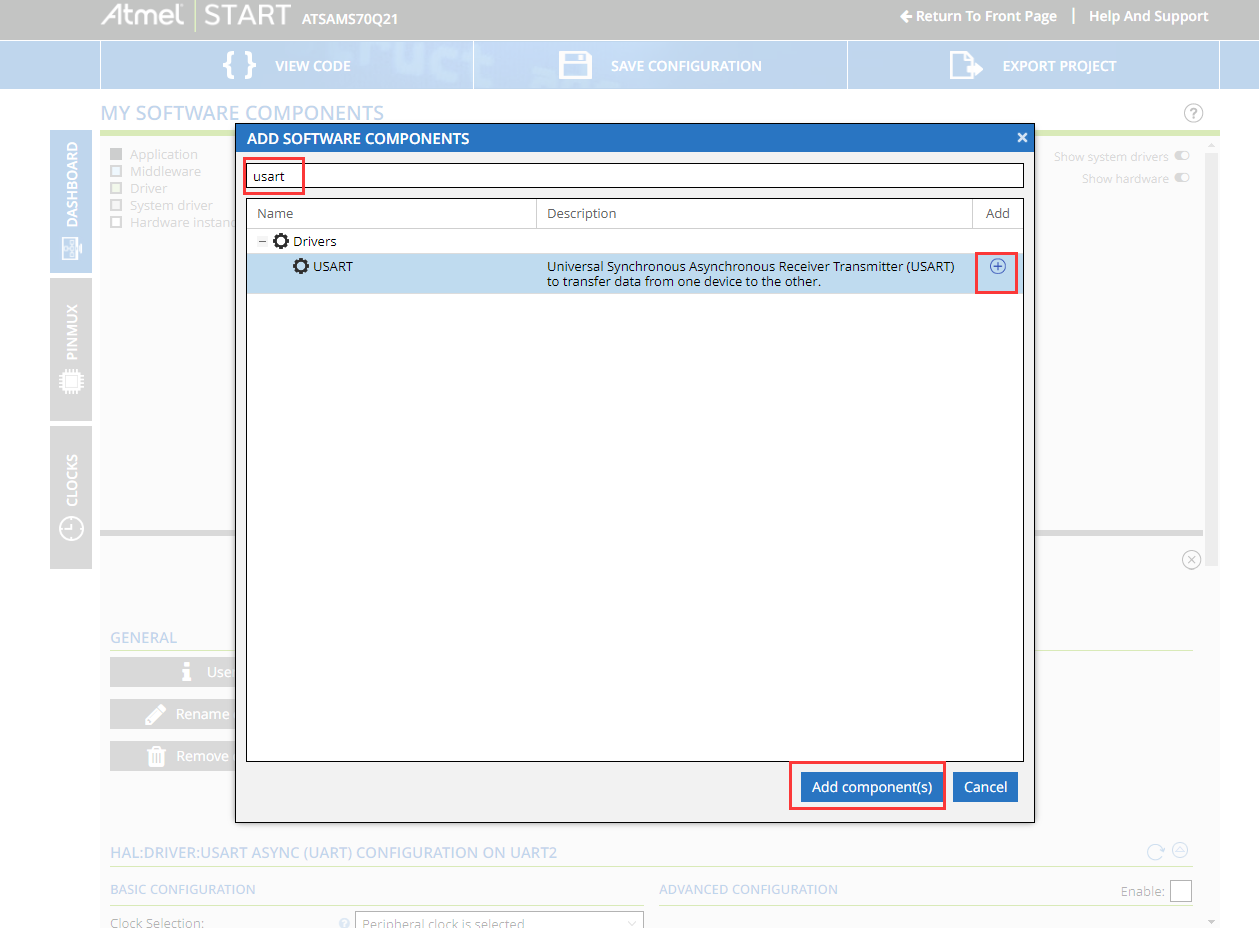 Atmel START ATSAMS70Q21
Return To Front Page | Help And Support
{ } VIEW CODE
SAVE CONFIGURATION
EXPORT PROJECT
MY SOFTWARE COMPONENTS
?
DASHBOARD
PINMUX
CLOCKS
Application
Middleware
Driver
System driver
Hardware instanc
Show system drivers
Show hardware
ADD SOFTWARE COMPONENTS
usart
Name Description Add
Drivers
USART Universal Synchronous Asynchronous Receiver Transmitter (USART)
to transfer data from one device to the other.
Add component(s) Cancel
GENERAL
Use
Rename
Remove
HAL:DRIVER:USART ASYNC (UART) CONFIGURATION ON UART2
BASIC CONFIGURATION
ADVANCED CONFIGURATION Enable:
Clock Selection: ? Peripheral clock is selected